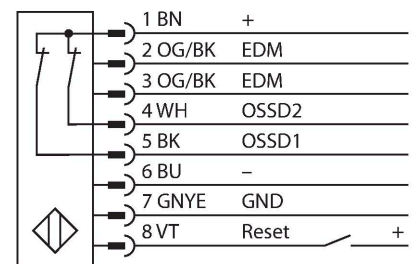 1 BN +
2 OG/BK EDM
3 OG/BK EDM
4 WH OSSD2
5 BK OSSD1
6 BU –
7 GNYE GND
8 VT Reset +